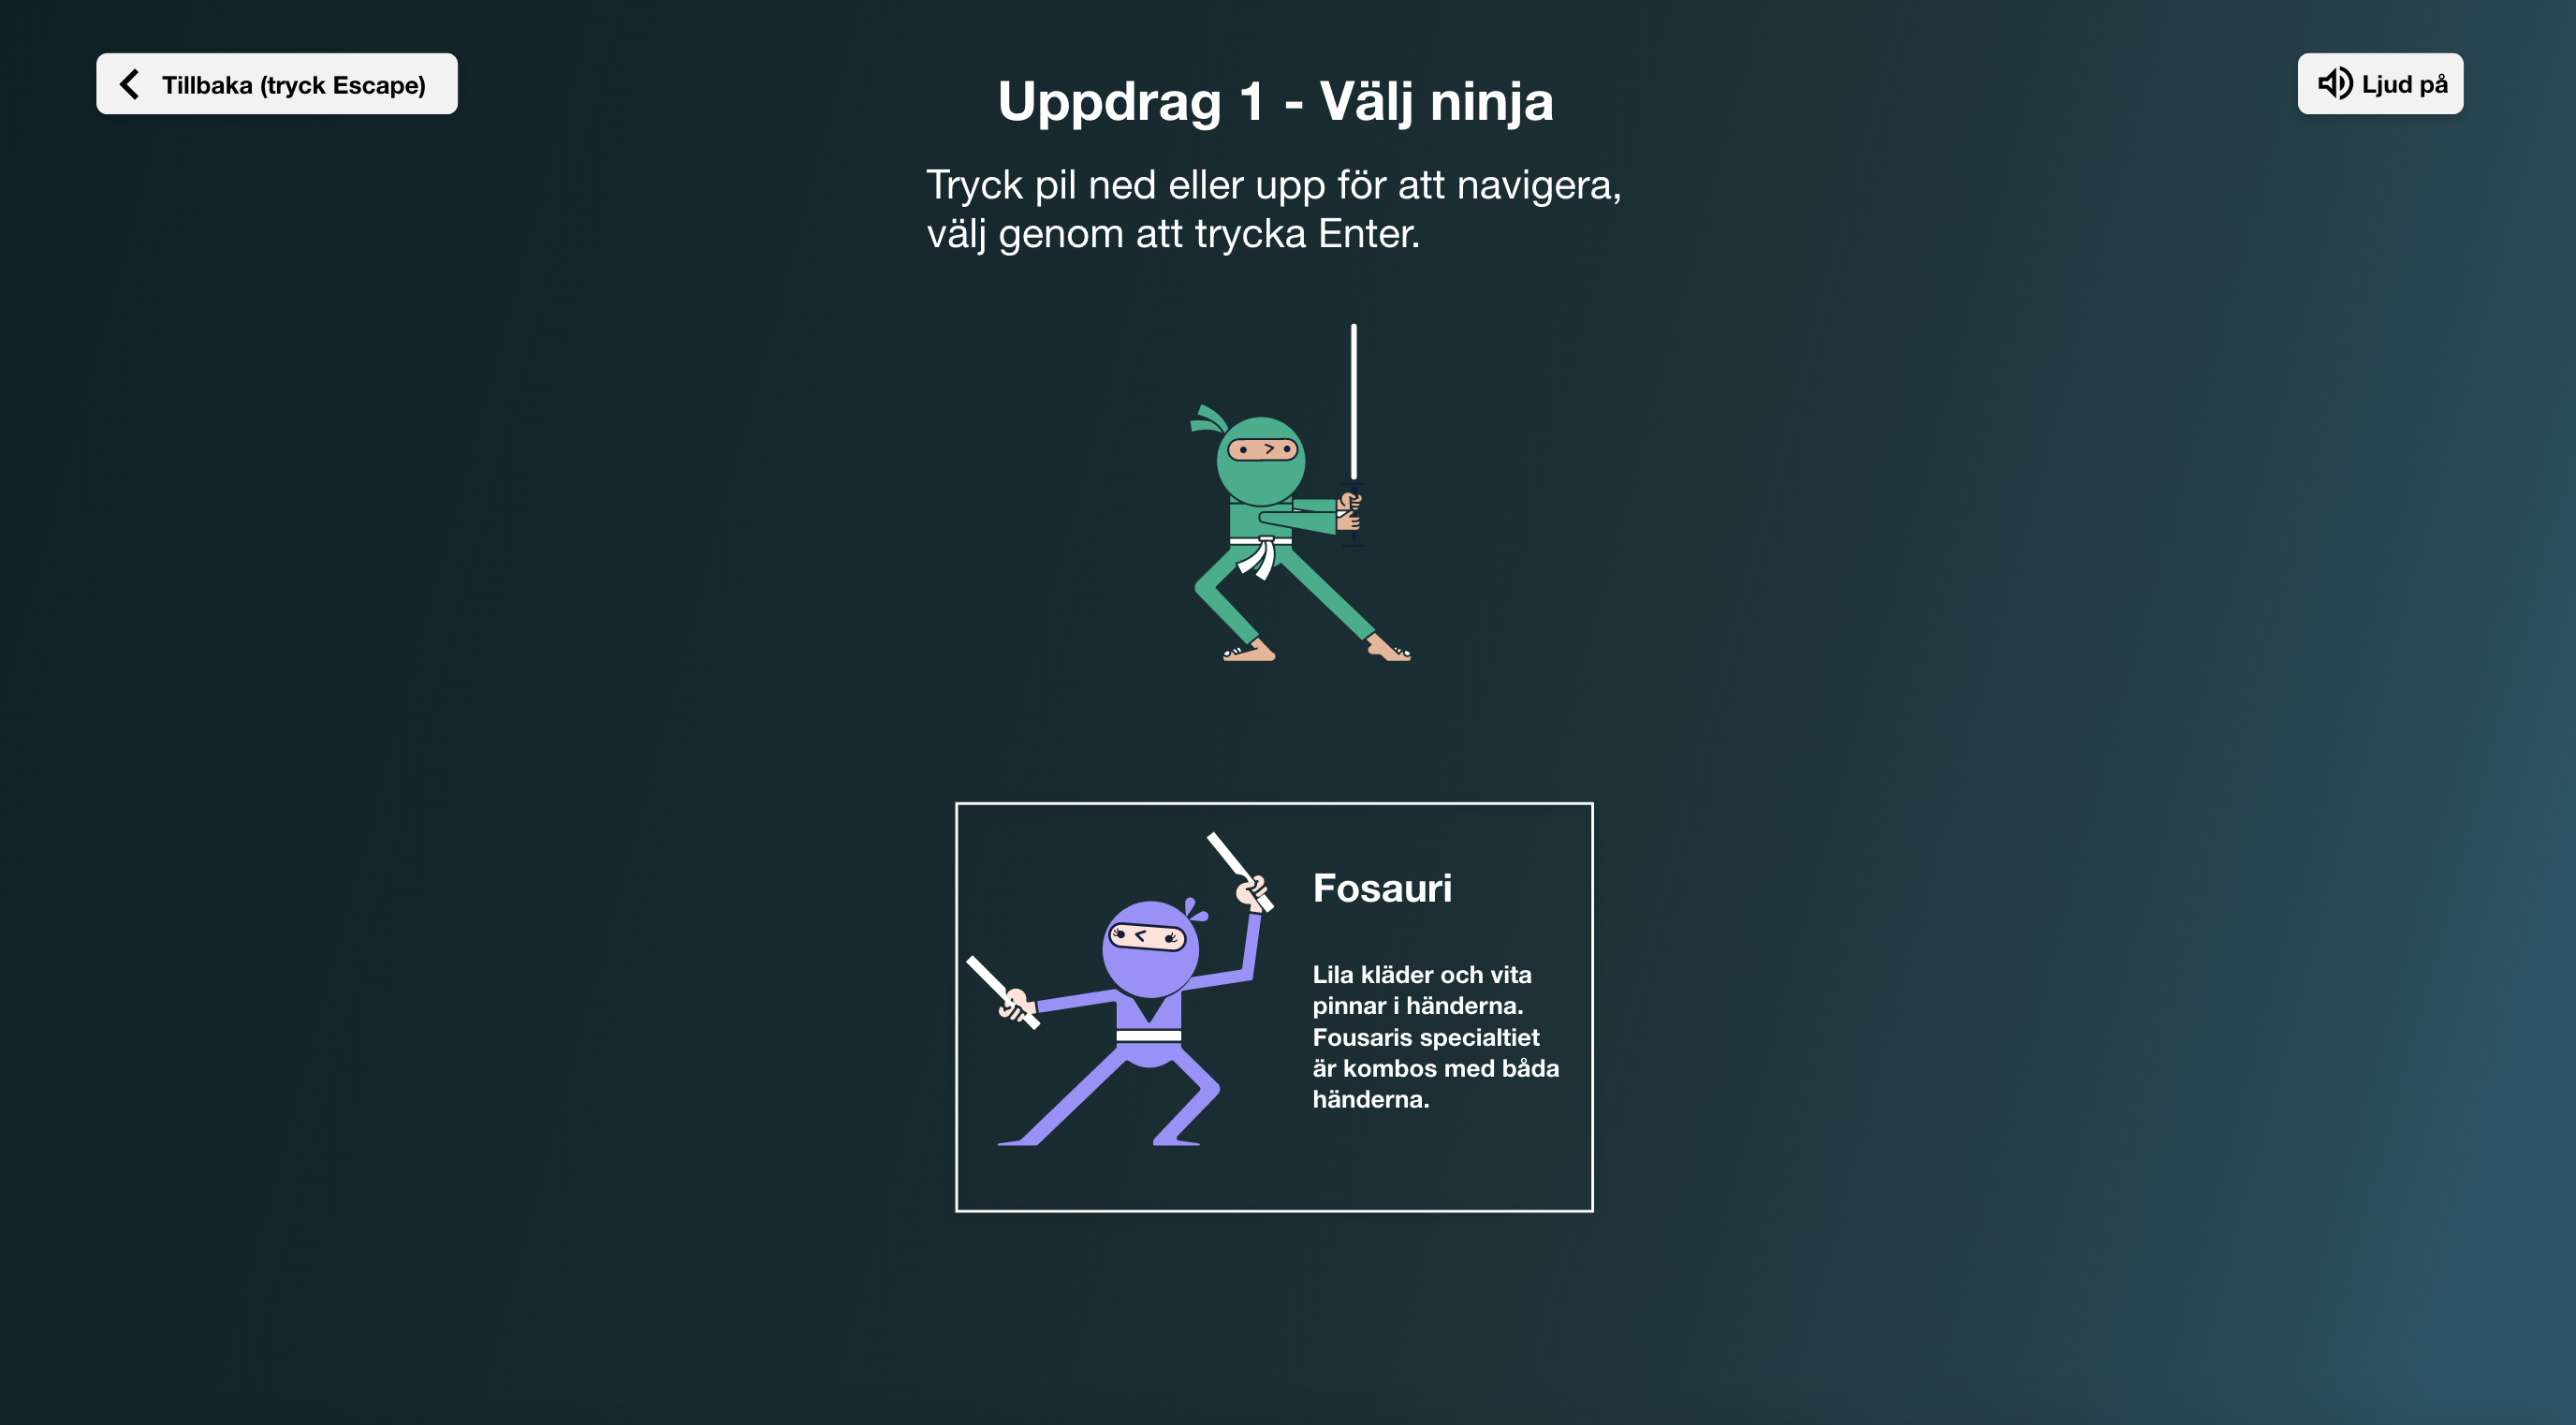 Tillbaka (tryck Escape)
Uppdrag 1 - Välj ninja
Ljud på
Tryck pil ned eller upp för att navigera,
välj genom att trycka Enter.
Fosauri
Lila kläder och vita
pinnar i händerna.
Fousaris specialtiet
är kombos med båda
händerna.